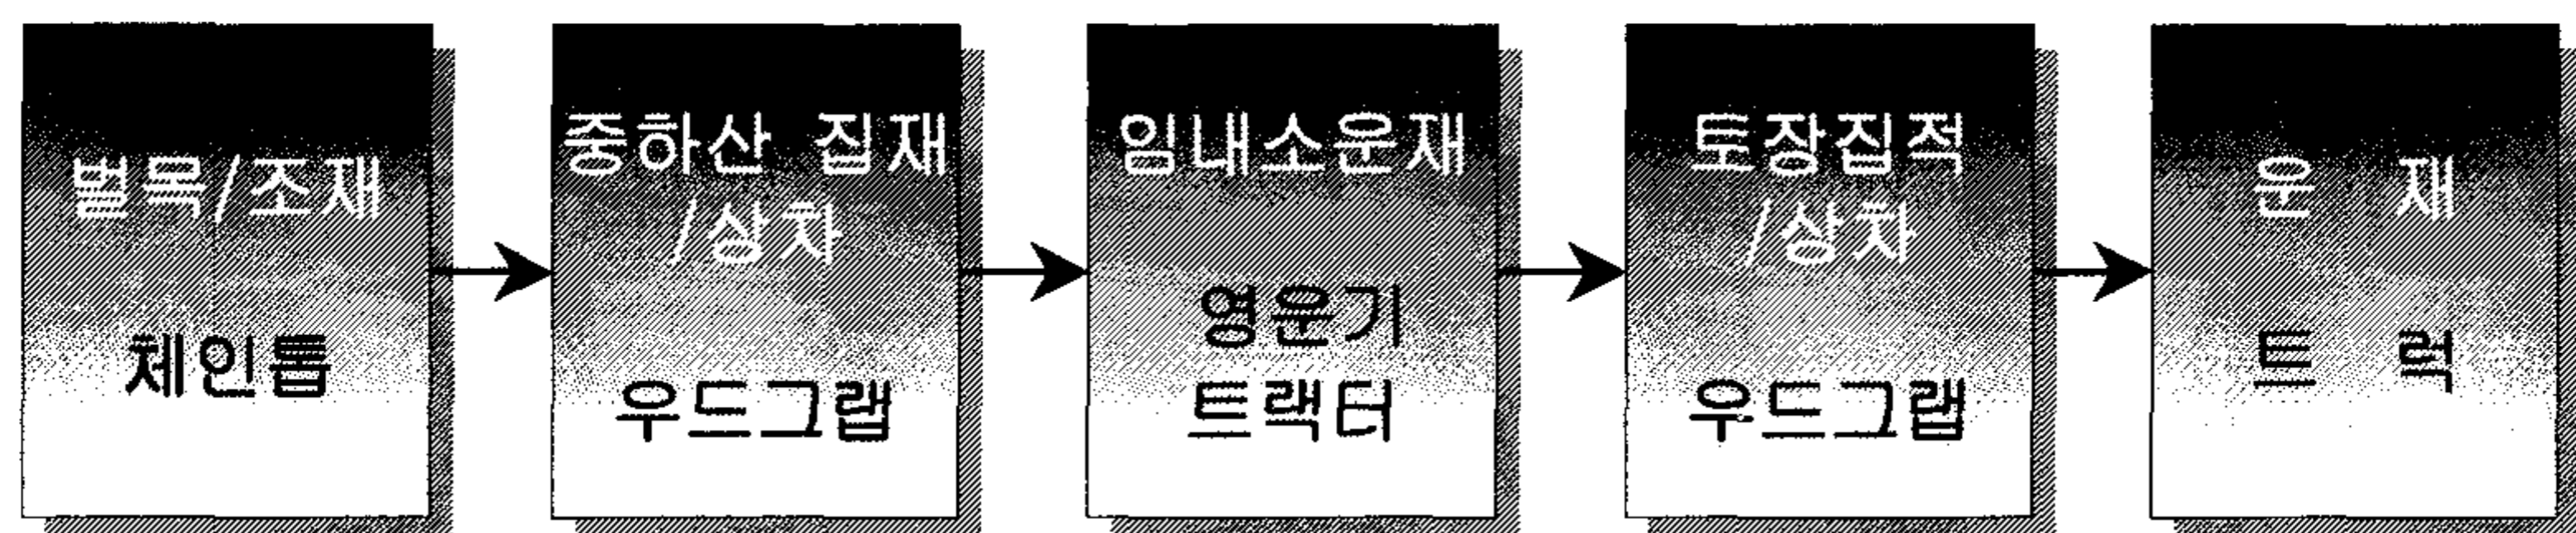 벌목/조재
체인톱
중하산 집재
/상차
우드그랩
임내소운재
영운기
트랙터
토장집적
/상차
우드그랩
운 재
트 럭